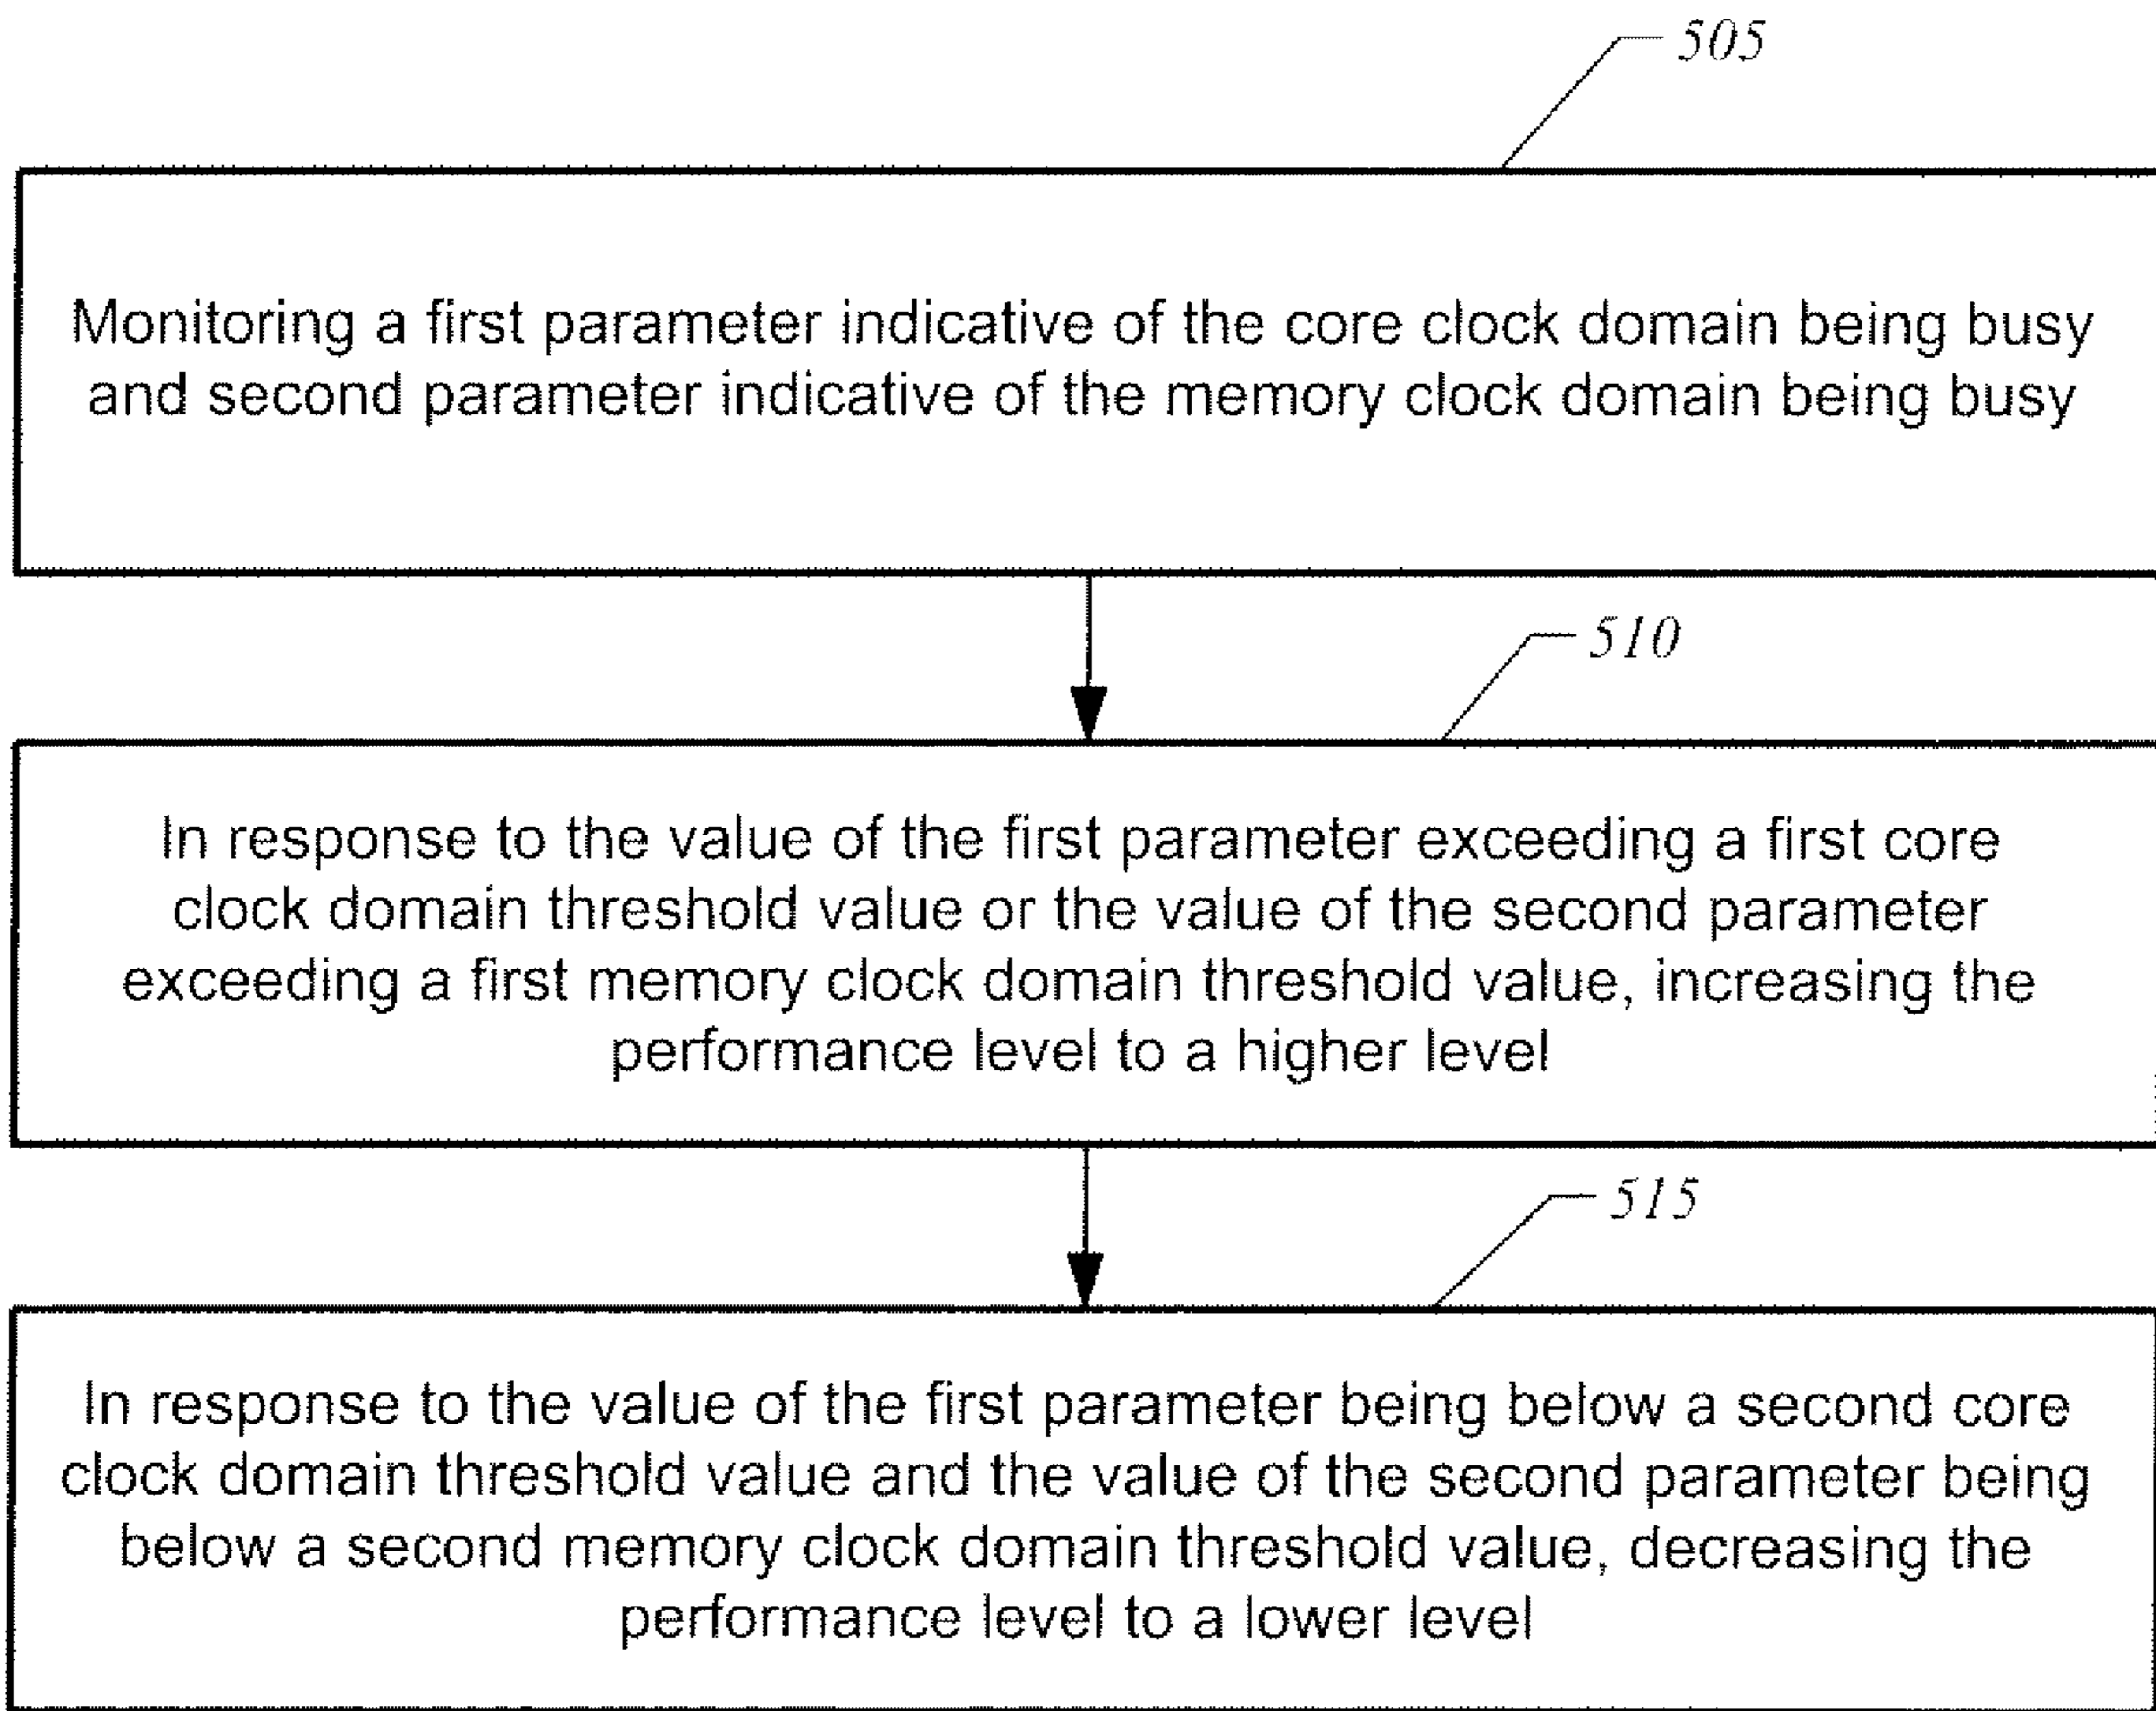 505
Monitoring a first parameter indicative of the core clock domain being busy
and second parameter indicative of the memory clock domain being busy
510
In response to the value of the first parameter exceeding a first core
clock domain threshold value or the value of the second parameter
exceeding a first memory clock domain threshold value, increasing the
performance level to a higher level
515
In response to the value of the first parameter being below a second core
clock domain threshold value and the value of the second parameter being
below a second memory clock domain threshold value, decreasing the
performance level to a lower level